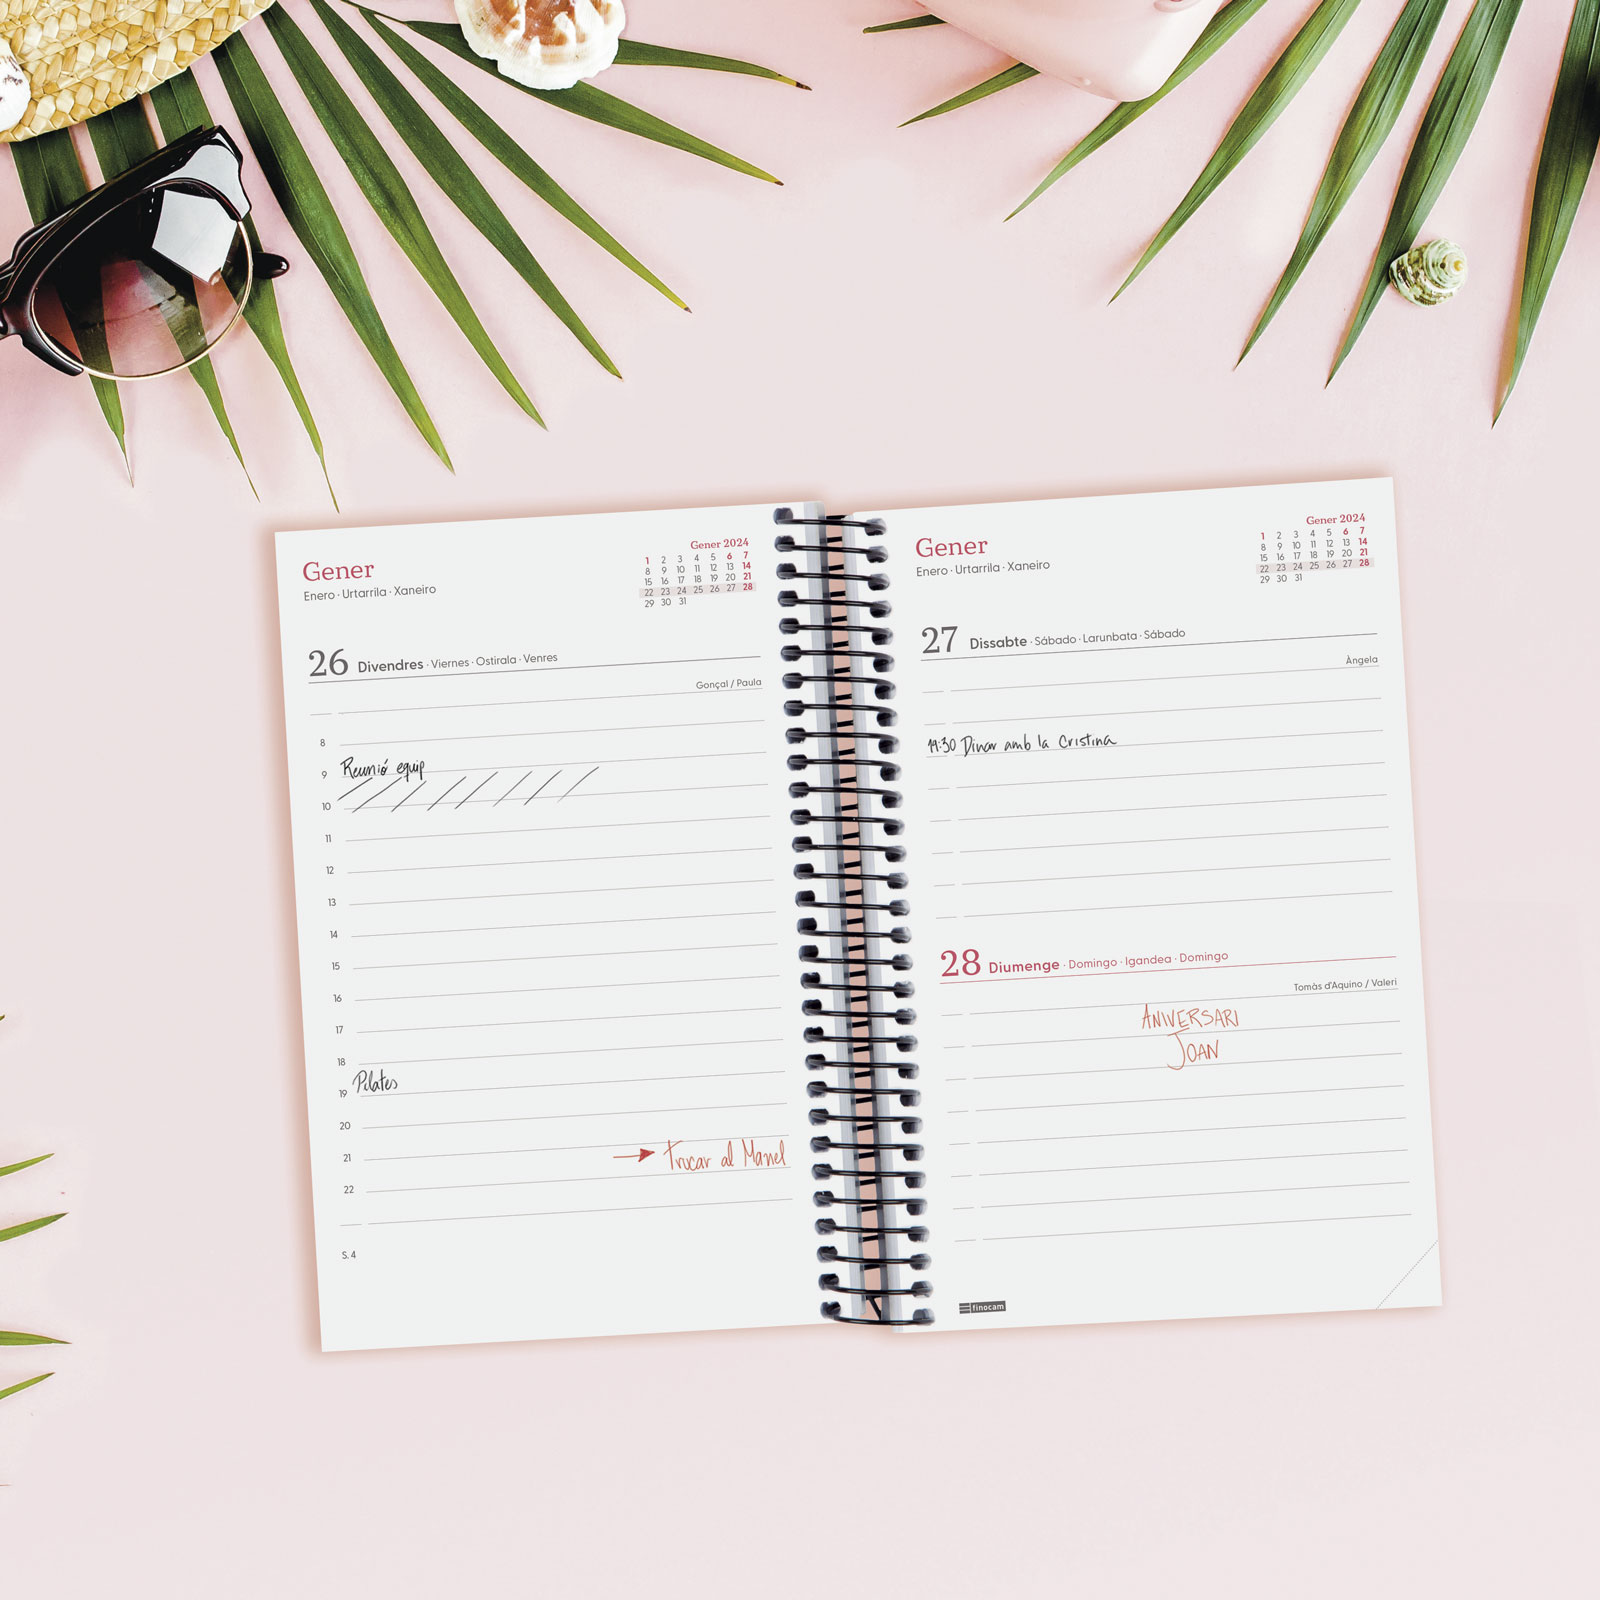 Gener
Enero · Urtarrila · Xaneiro
Gener 2024
1 2 3 4 5 6 7
8 9 10 11 12 13 14
15 16 17 18 19 20 21
22 23 24 25 26 27 28
29 30 31
26 Divendres · Viernes · Ostirala · Venres
Gonçal / Paula
8
9 Reunió equip
10
11
12
13
14
15
16
17
18
19 Pilates
20
21 → Trucar al Manel
22
S. 4
Gener
Enero · Urtarrila · Xaneiro
Gener 2024
1 2 3 4 5 6 7
8 9 10 11 12 13 14
15 16 17 18 19 20 21
22 23 24 25 26 27 28
29 30 31
27 Dissabte · Sábado · Larunbata · Sábado
Àngela
Dinar amb la Cristina
28 Diumenge · Domingo · Igandea · Domingo
Tomàs d'Aquino / Valeri
ANIVERSARI
JOAN
finocam